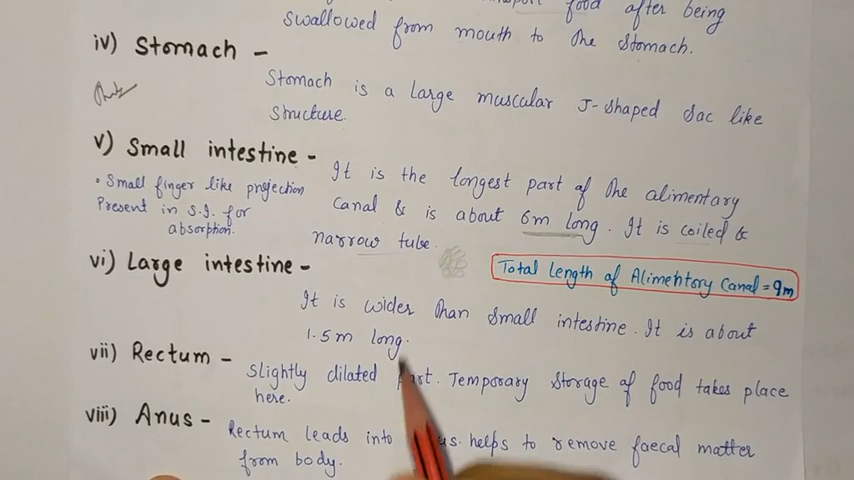 food after being
swallowed from mouth to the stomach.
iv) Stomach -
Stomach is a large muscular J-shaped sac like
structure.
v) Small intestine -
It is the longest part of the alimentary
canal & is about 6m long. It is coiled &
narrow tube.
• Small finger like projection
Present in S.I. for
absorption.
vi) Large intestine -
Total Length of Alimentory Canal = 9m
It is wider than small intestine. It is about
1.5m long.
vii) Rectum -
Slightly dilated part. Temporary storage of food takes place
here.
viii) Anus -
Rectum leads into helps to remove faecal matter
from body.